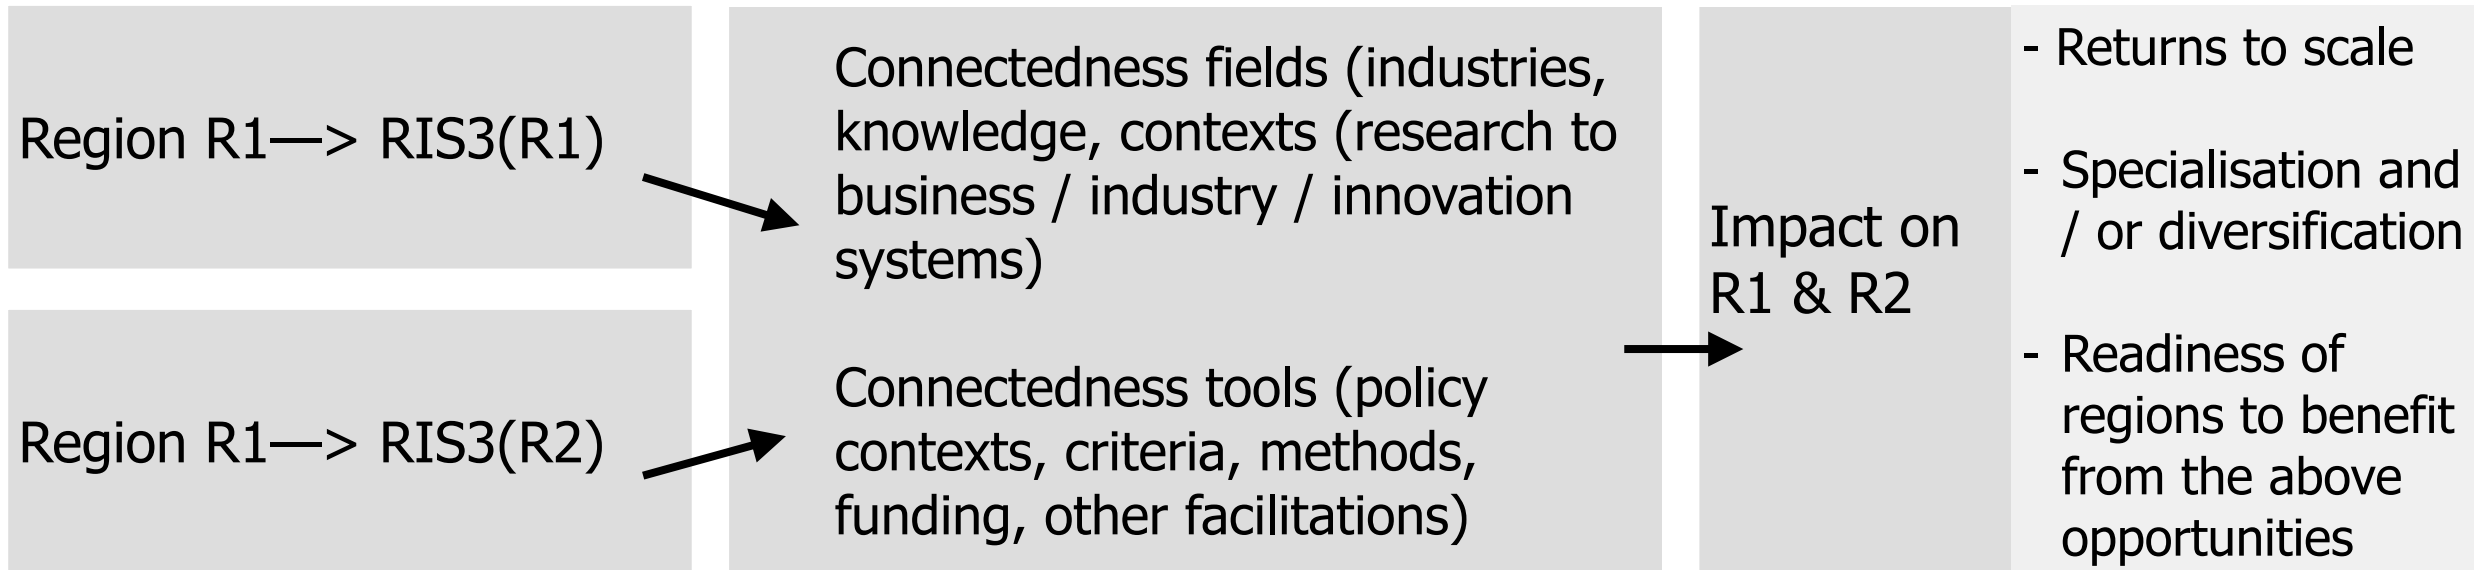 Region R1—> RIS3(R1)
Region R1—> RIS3(R2)
Connectedness fields (industries,
knowledge, contexts (research to
business / industry / innovation
systems)
Connectedness tools (policy
contexts, criteria, methods,
funding, other facilitations)
Impact on
R1 & R2
- Returns to scale
- Specialisation and
/ or diversification
- Readiness of
regions to benefit
from the above
opportunities